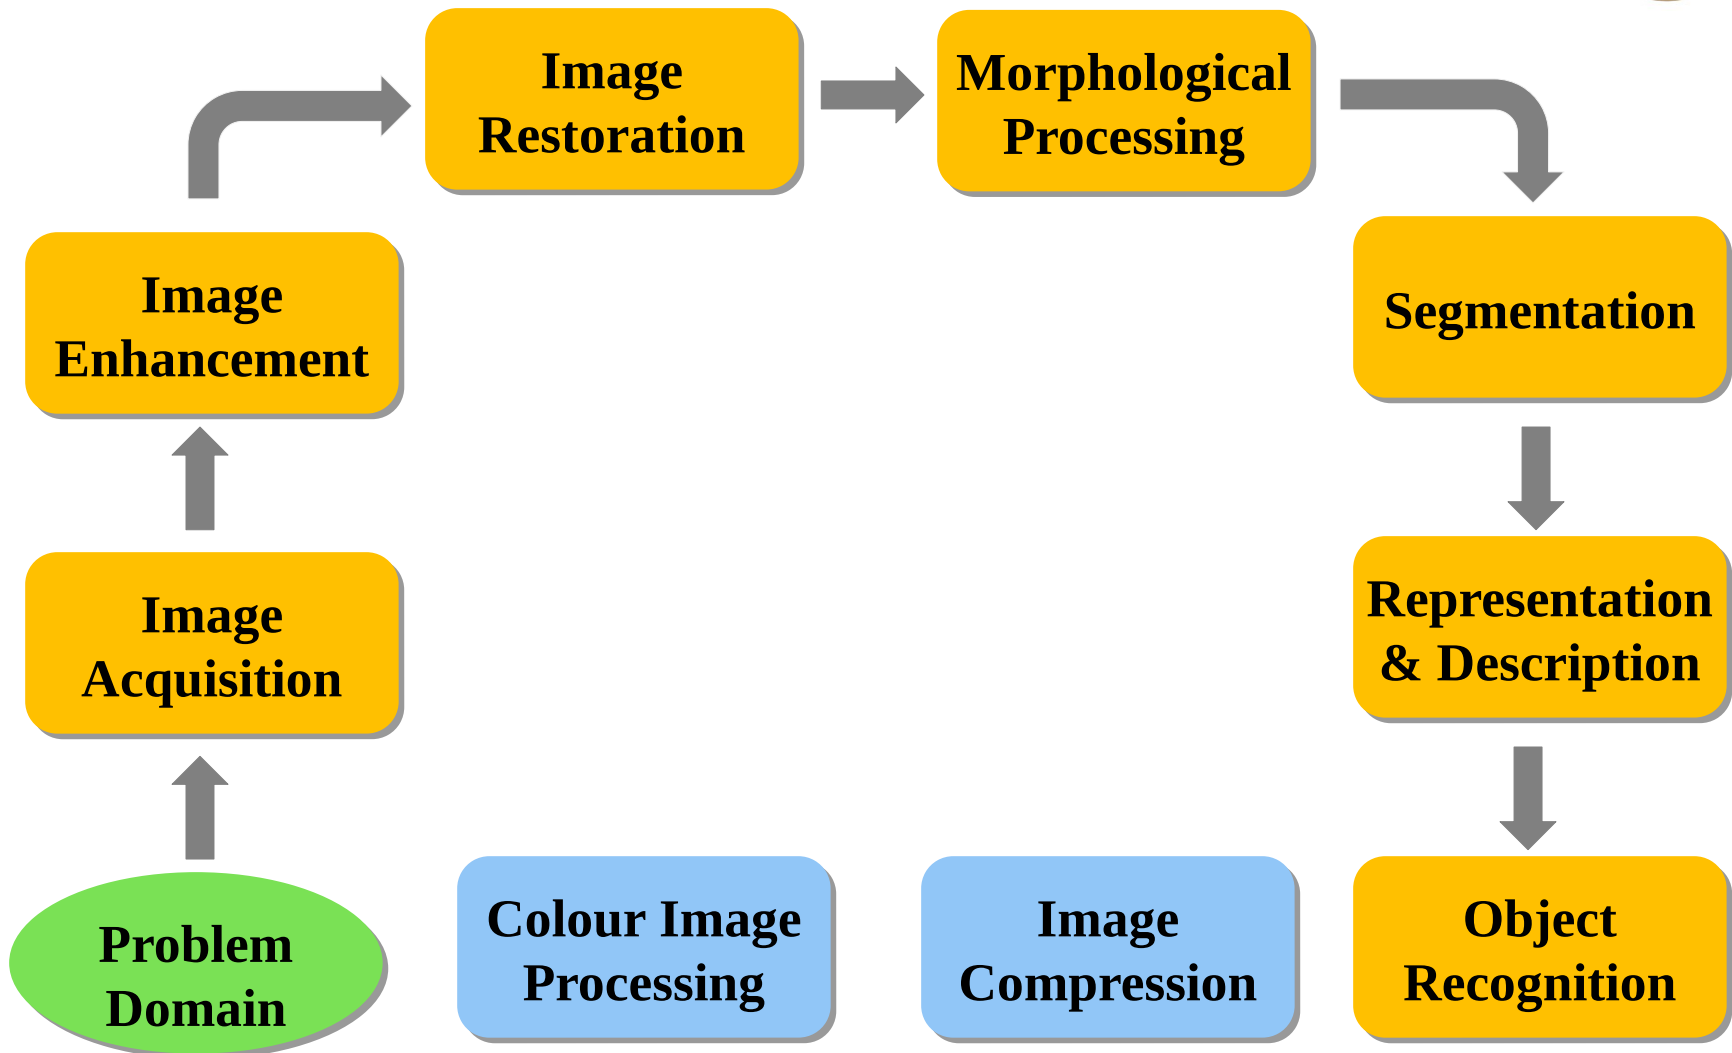 Image
Restoration
Morphological
Processing
Image
Enhancement
Segmentation
Image
Acquisition
Representation
& Description
Problem
Domain
Colour Image
Processing
Image
Compression
Object
Recognition